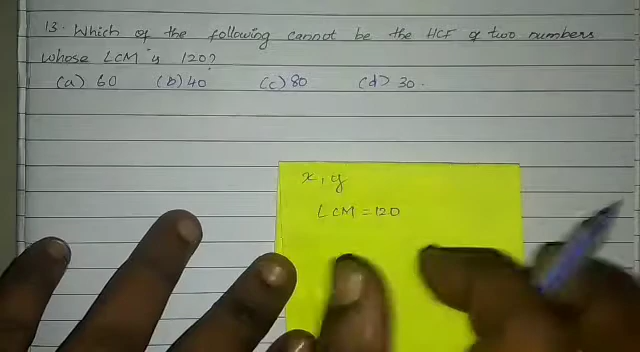 13. Which of the following cannot be the HCF of two numbers
whose LCM is 120?
(a) 60 (b) 40 (c) 80 (d) 30.
x, y
LCM = 120